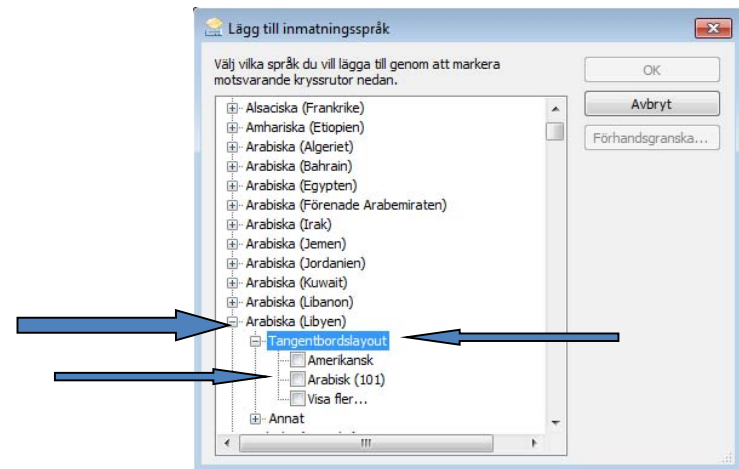 Lägg till inmatningsspråk
Välj vilka språk du vill lägga till genom att markera
motsvarande kryssrutor nedan.
OK
Avbryt
Förhandsgranska...
Alsaciska (Frankrike)
Amhariska (Etiopien)
Arabiska (Algeriet)
Arabiska (Bahrain)
Arabiska (Egypten)
Arabiska (Förenade Arabemiraten)
Arabiska (Irak)
Arabiska (Jemen)
Arabiska (Jordanien)
Arabiska (Kuwait)
Arabiska (Libanon)
Arabiska (Libyen)
Tangentbordslayout
Amerikansk
Arabisk (101)
Visa fler...
Annat